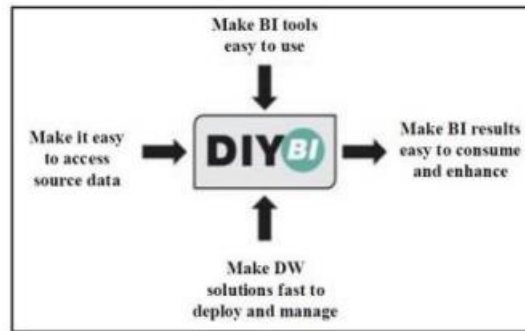 Make BI tools
easy to use
Make it easy
to access
source data
DIY BI
Make BI results
easy to consume
and enhance
Make DW
solutions fast to
deploy and manage